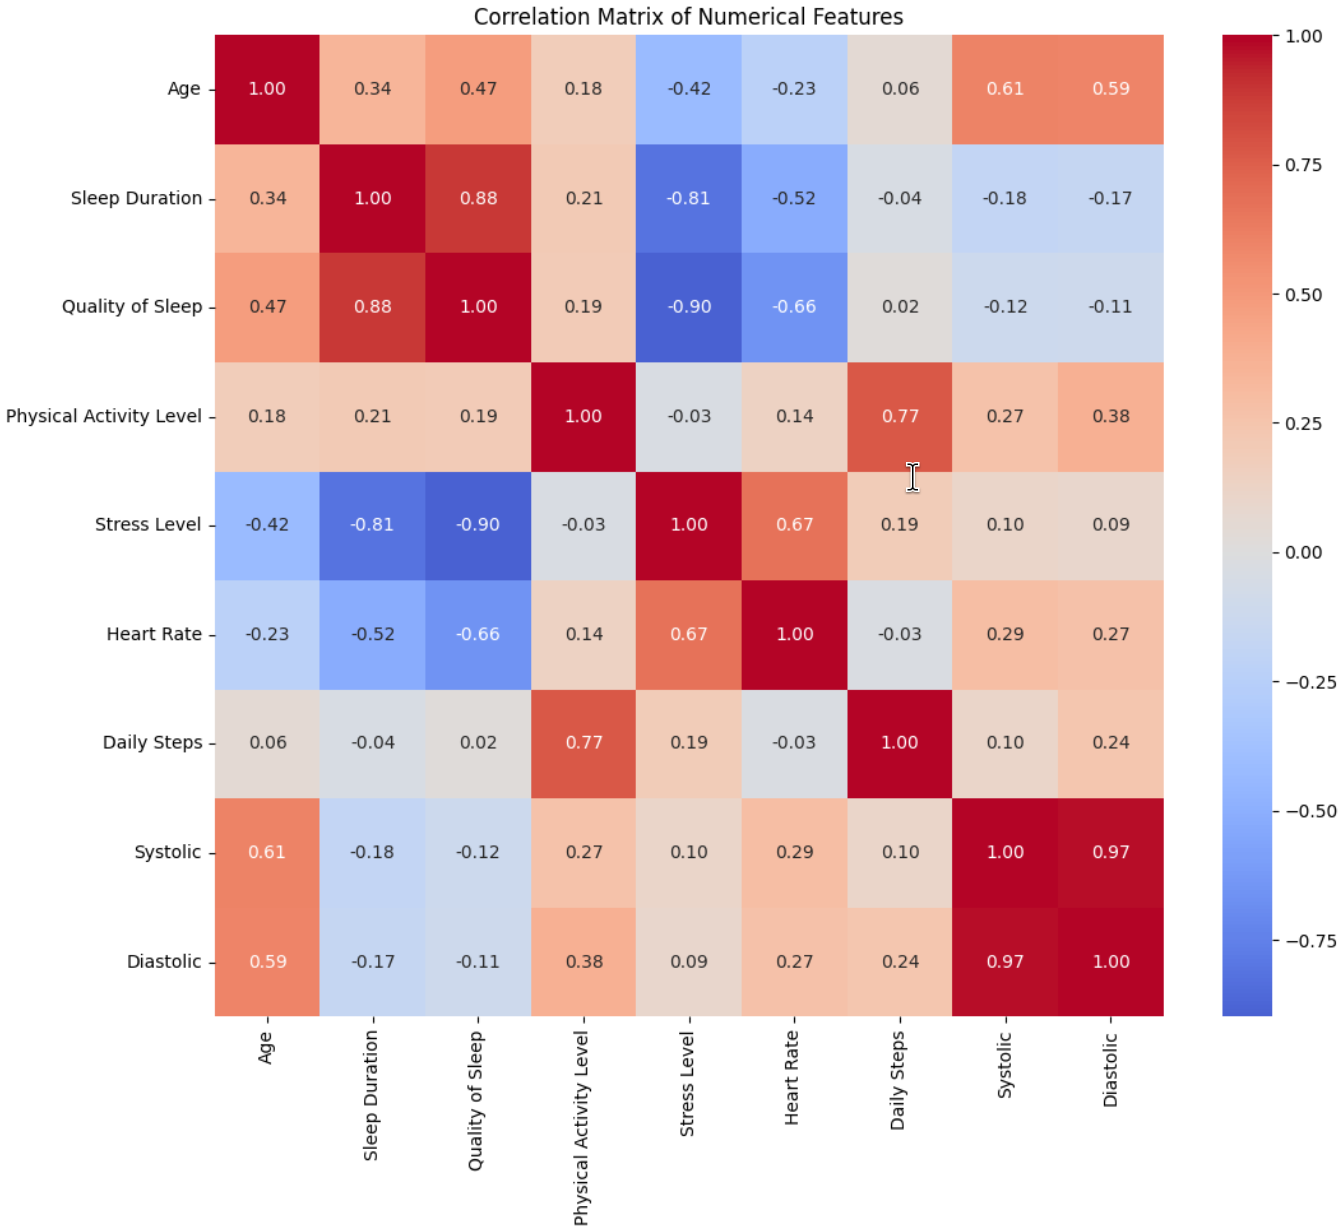 Correlation Matrix of Numerical Features
Age 1.00 0.34 0.47 0.18 -0.42 -0.23 0.06 0.61 0.59
Sleep Duration 0.34 1.00 0.88 0.21 -0.81 -0.52 -0.04 -0.18 -0.17
Quality of Sleep 0.47 0.88 1.00 0.19 -0.90 -0.66 0.02 -0.12 -0.11
Physical Activity Level 0.18 0.21 0.19 1.00 -0.03 0.14 0.77 0.27 0.38
Stress Level -0.42 -0.81 -0.90 -0.03 1.00 0.67 0.19 0.10 0.09
Heart Rate -0.23 -0.52 -0.66 0.14 0.67 1.00 -0.03 0.29 0.27
Daily Steps 0.06 -0.04 0.02 0.77 0.19 -0.03 1.00 0.10 0.24
Systolic 0.61 -0.18 -0.12 0.27 0.10 0.29 0.10 1.00 0.97
Diastolic 0.59 -0.17 -0.11 0.38 0.09 0.27 0.24 0.97 1.00
Age
Sleep Duration
Quality of Sleep
Physical Activity Level
Stress Level
Heart Rate
Daily Steps
Systolic
Diastolic
1.00
0.75
0.50
0.25
0.00
−0.25
−0.50
−0.75